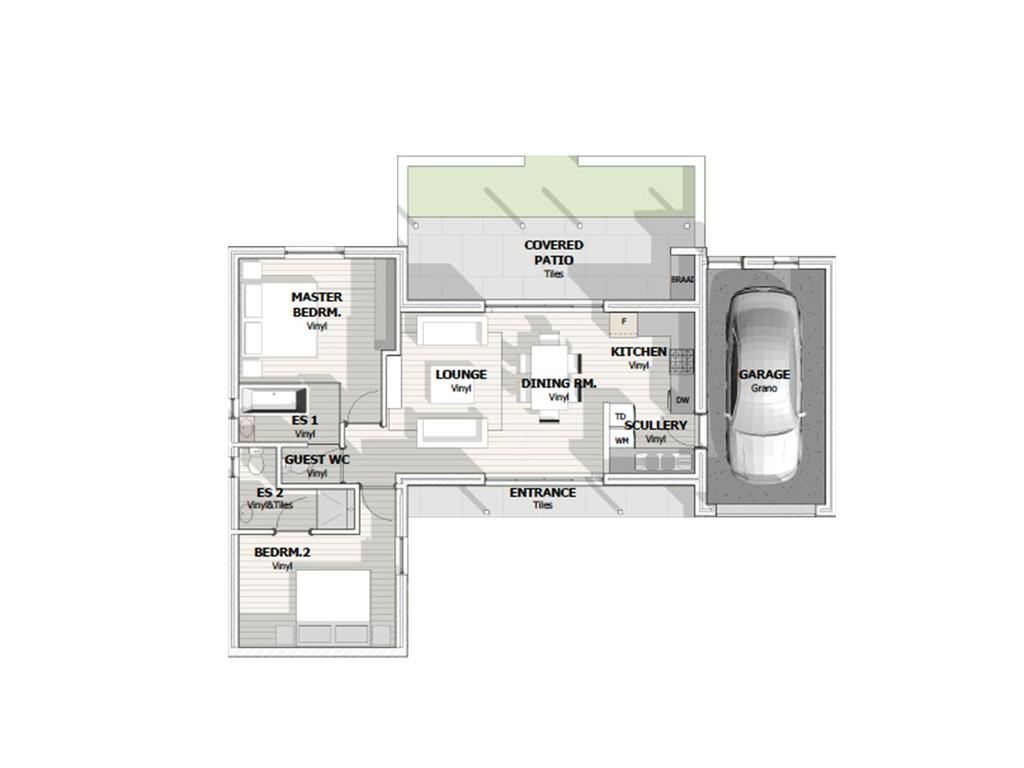 COVERED
PATIO
Tiles
BRAAI
MASTER
BEDRM.
Vinyl
F
KITCHEN
Vinyl
LOUNGE
Vinyl
DINING RM.
Vinyl
GARAGE
Grano
DW
TD
SCULLERY
Vinyl
WM
ES 1
Vinyl
GUEST WC
Vinyl
ES 2
Vinyl&Tiles
ENTRANCE
Tiles
BEDRM.2
Vinyl